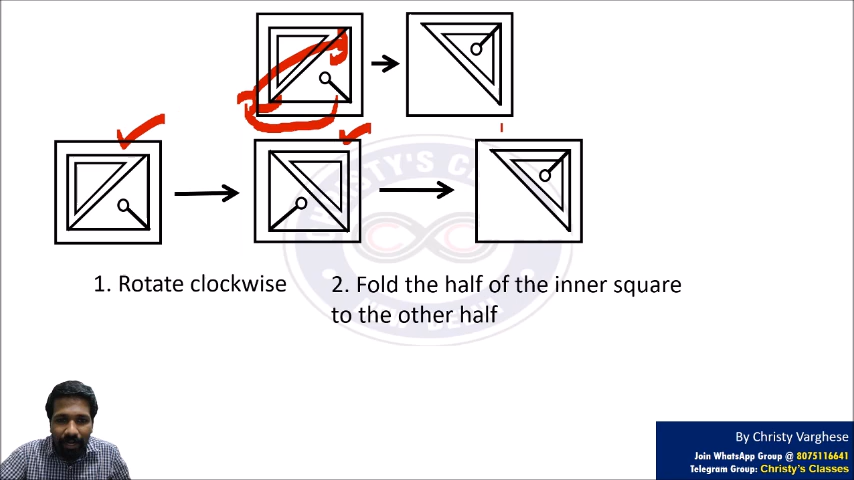 1. Rotate clockwise
2. Fold the half of the inner square
to the other half
By Christy Varghese
Join WhatsApp Group @ 8075116641
Telegram Group: Christy's Classes